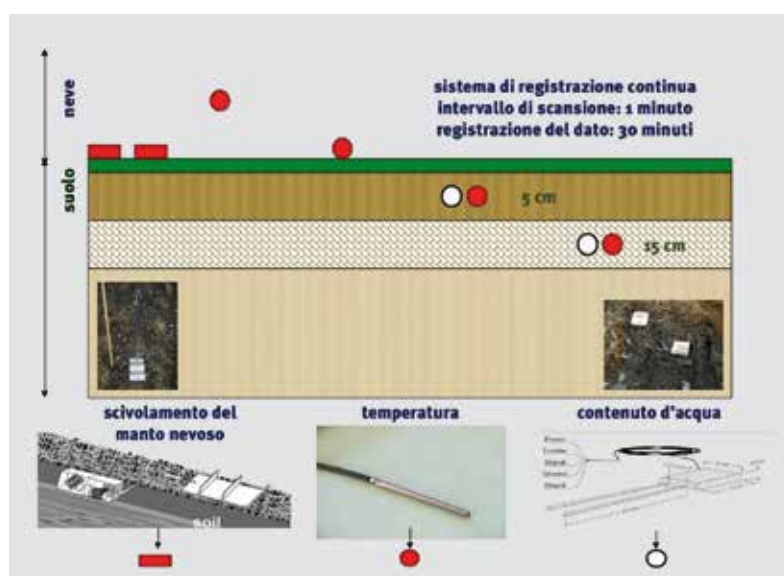 neve
sistema di registrazione continua
intervallo di scansione: 1 minuto
registrazione del dato: 30 minuti
suolo
5 cm
15 cm
scivolamento del
manto nevoso
temperatura
contenuto d'acqua
soil